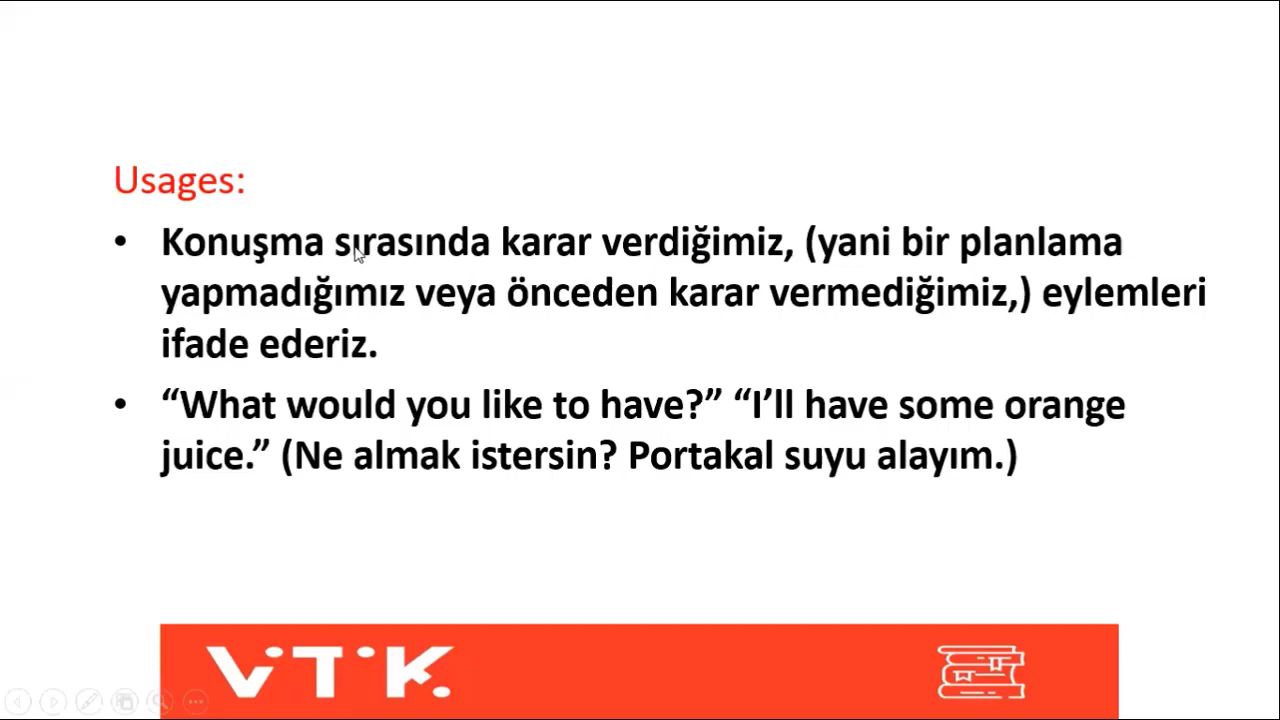 Usages:
• Konuşma sırasında karar verdiğimiz, (yani bir planlama
yapmadığımız veya önceden karar vermediğimiz,) eylemleri
ifade ederiz.
• “What would you like to have?” “I’ll have some orange
juice.” (Ne almak istersin? Portakal suyu alayım.)
ViTiK.